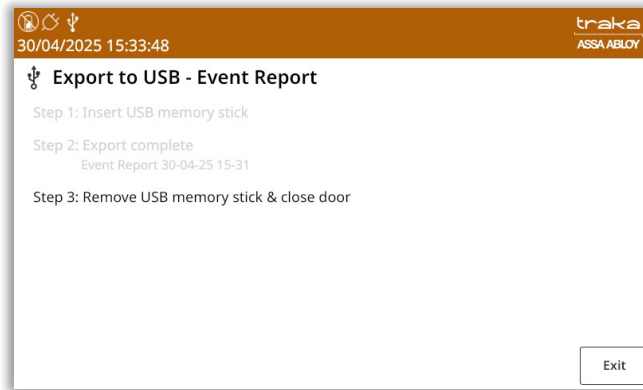 traka
30/04/2025 15:33:48
ASSA ABLOY
Export to USB - Event Report
Step 1: Insert USB memory stick
Step 2: Export complete
Event Report 30-04-25 15-31
Step 3: Remove USB memory stick & close door
Exit